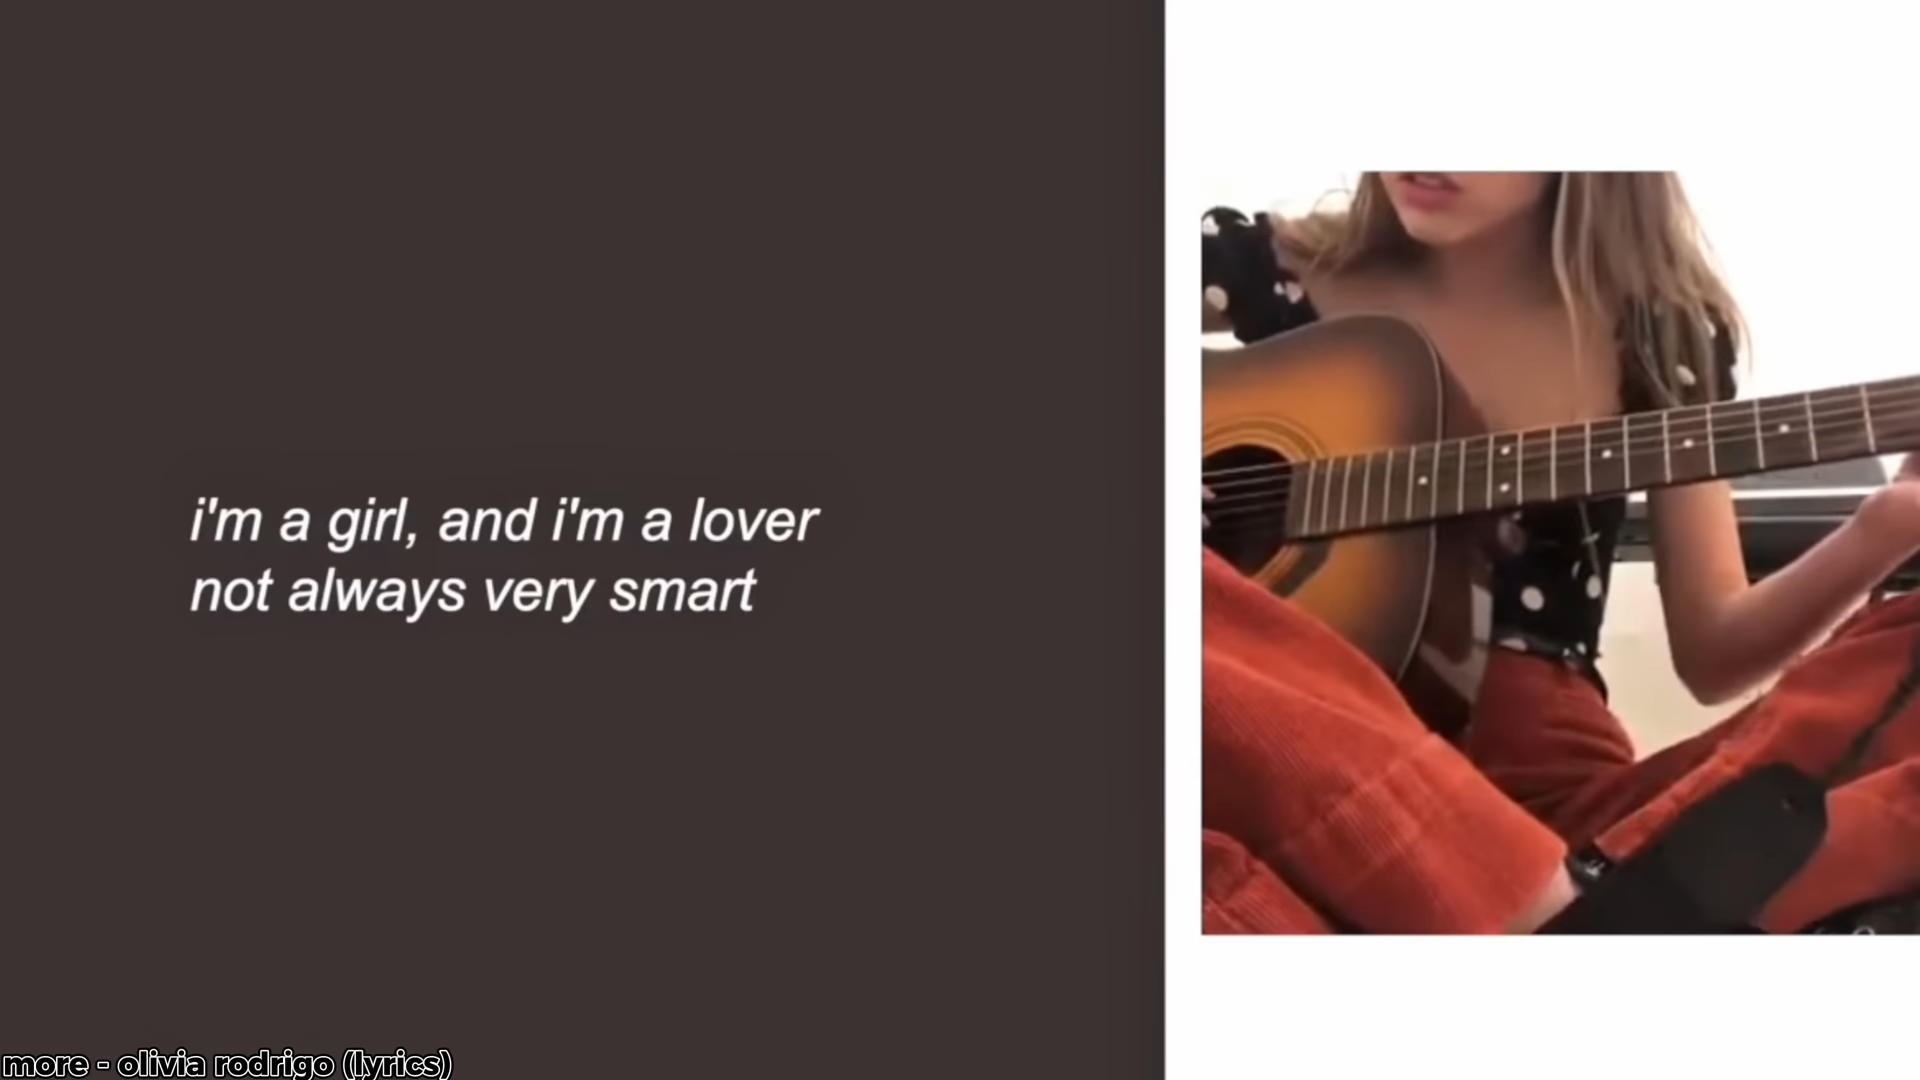 i'm a girl, and i'm a lover
not always very smart
more - olivia rodrigo (lyrics)